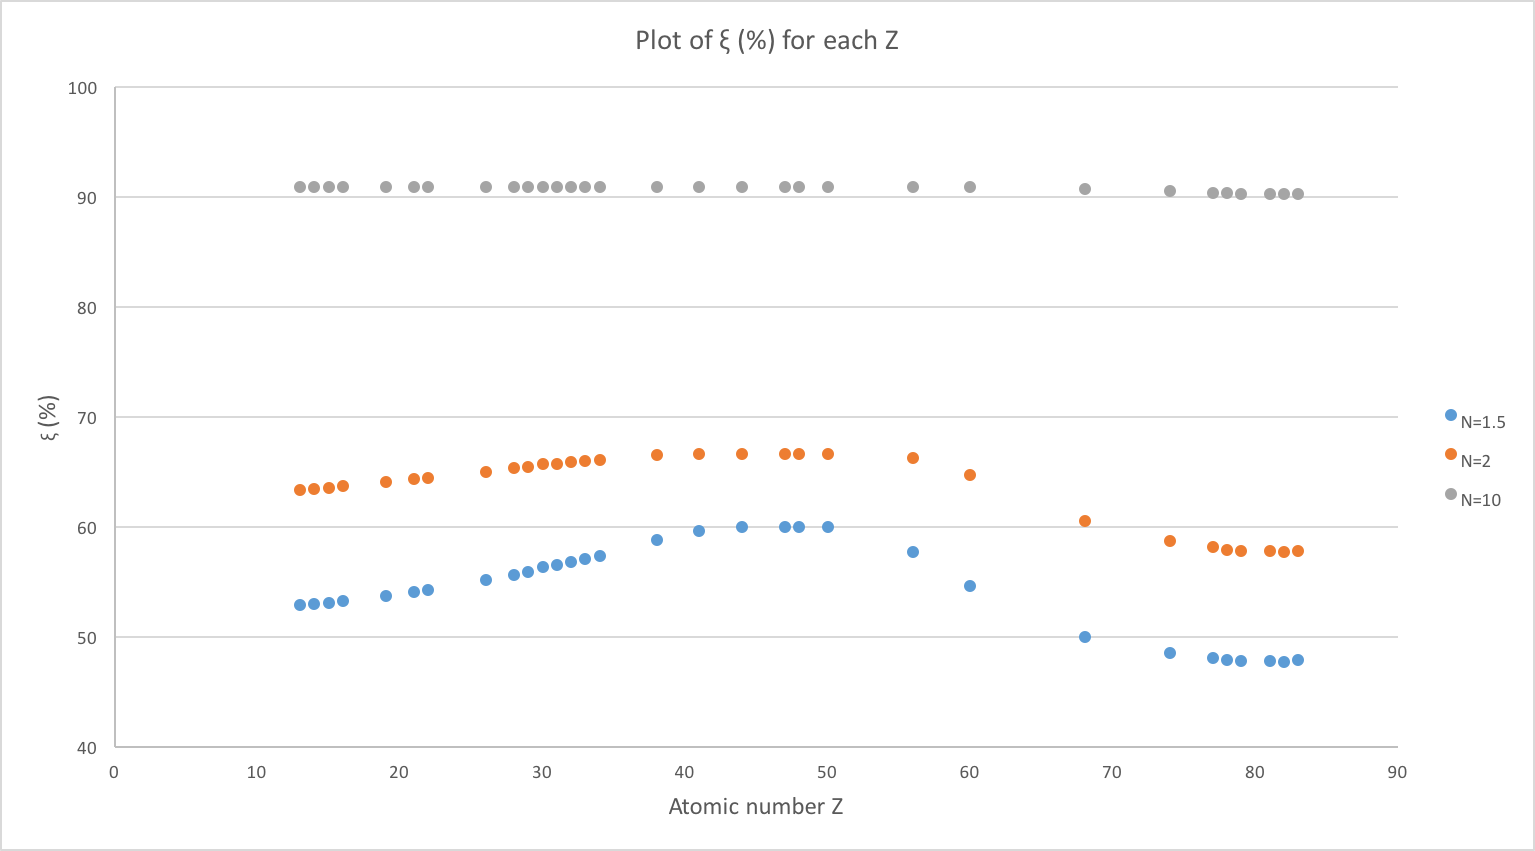 Plot of ξ (%) for each Z
100
90
80
70
60
50
40
ξ (%)
0 10 20 30 40 50 60 70 80 90
Atomic number Z
N=1.5
N=2
N=10